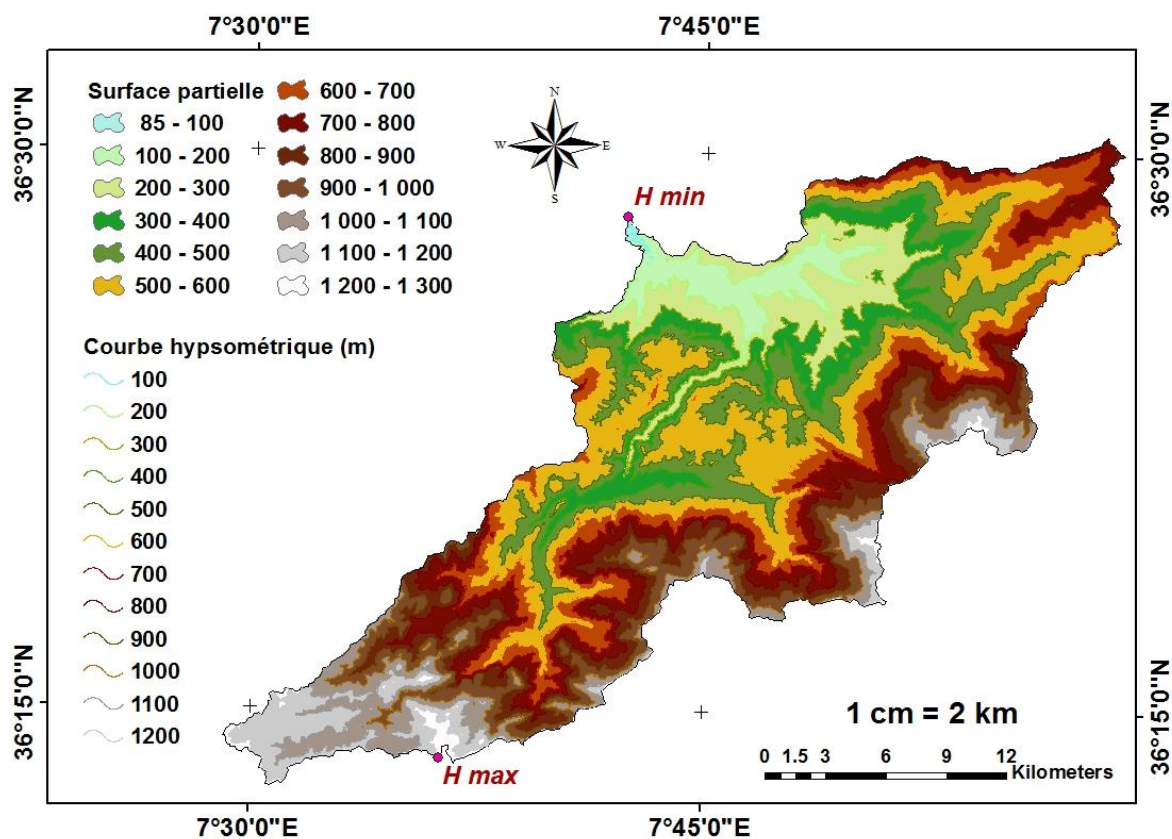 7°30'0"E
7°45'0"E
36°30'0"N
36°30'0"N
Surface partielle
85 - 100
100 - 200
200 - 300
300 - 400
400 - 500
500 - 600
600 - 700
700 - 800
800 - 900
900 - 1 000
1 000 - 1 100
1 100 - 1 200
1 200 - 1 300
N
W
E
S
H min
Courbe hypsométrique (m)
100
200
300
400
500
600
700
800
900
1000
1100
1200
H max
1 cm = 2 km
0 1.5 3 6 9 12
Kilometers
36°15'0"N
36°15'0"N
7°30'0"E
7°45'0"E